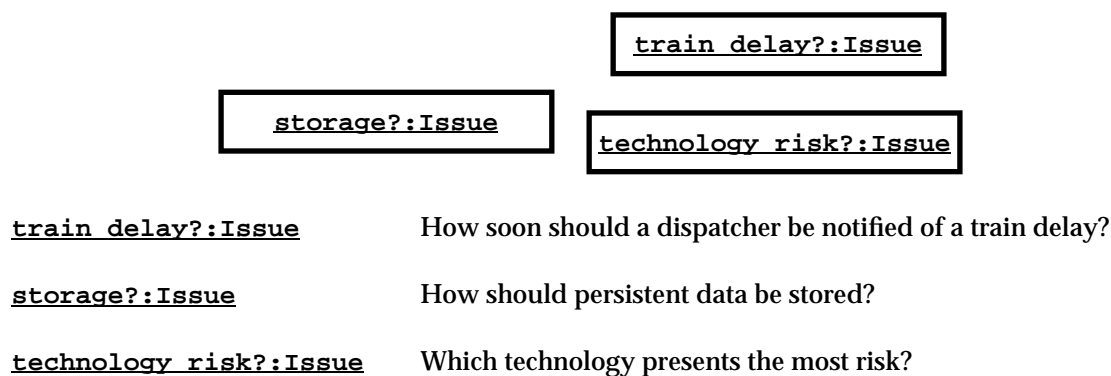 train delay?:Issue
storage?:Issue
technology risk?:Issue
train delay?:Issue How soon should a dispatcher be notified of a train delay?
storage?:Issue How should persistent data be stored?
technology risk?:Issue Which technology presents the most risk?